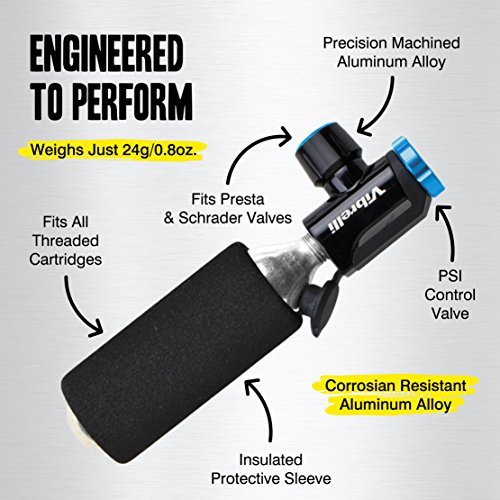 ENGINEERED
TO PERFORM
Weighs Just 24g/0.8oz.
Precision Machined
Aluminum Alloy
Fits Presta
& Schrader Valves
Fits All
Threaded
Cartridges
Vibrelli
PSI
Control
Valve
Corrosian Resistant
Aluminum Alloy
Insulated
Protective Sleeve